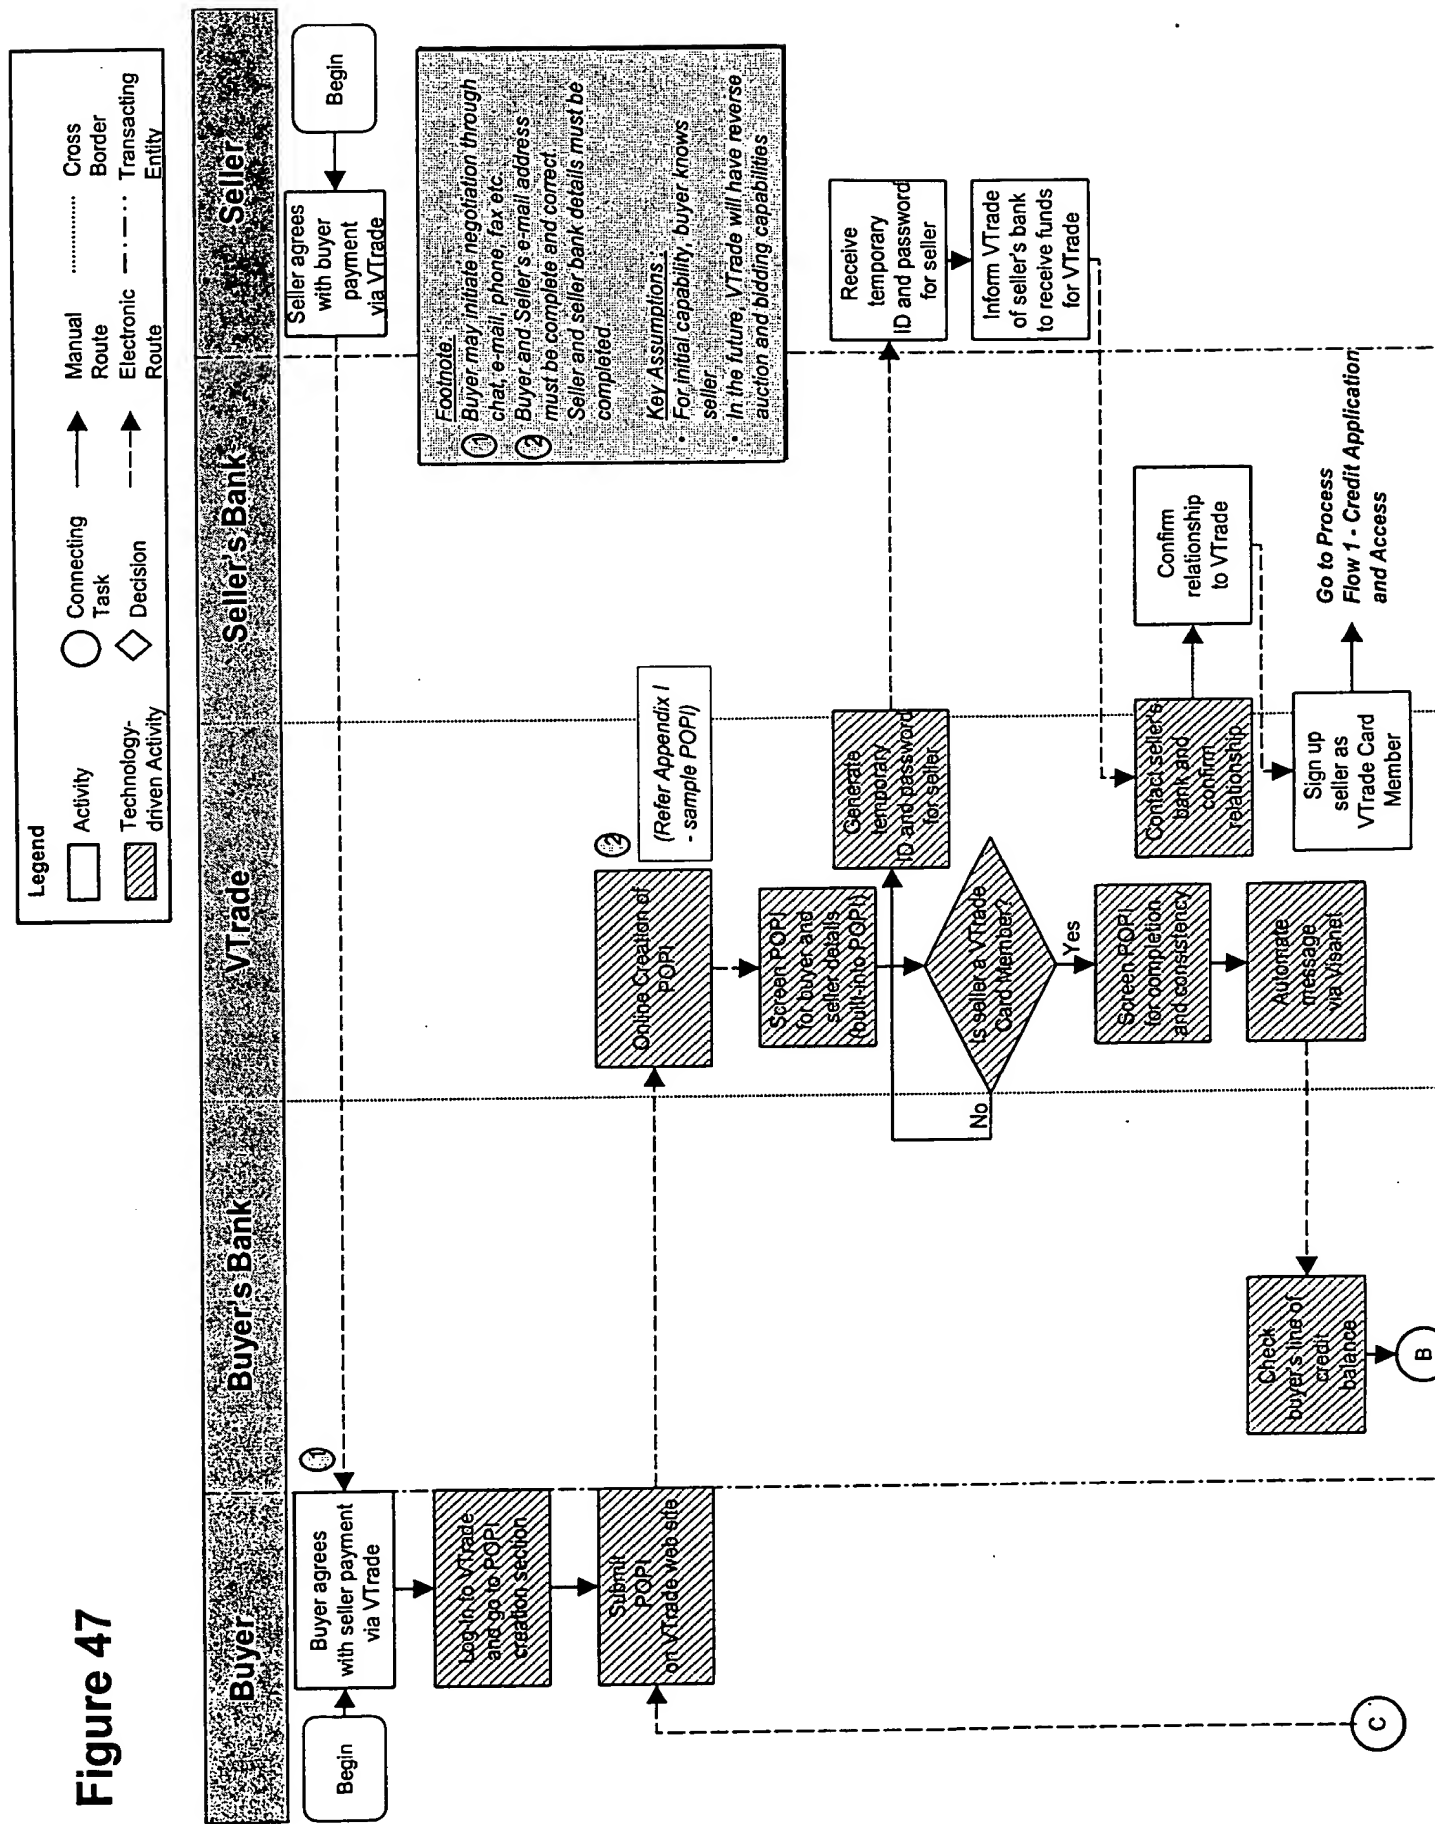 Figure 47
Legend
Activity
Technology-
driven Activity
Connecting
Task
Decision
Manual
Route
Electronic
Route
Cross
Border
Transacting
Entity
Buyer
Buyer's Bank
VTrade
Seller's Bank
Seller
Begin
Buyer agrees
with seller payment
via VTrade
1
Seller agrees
with buyer
payment
via VTrade
Begin
Log-in to VTrade
and go to POPI
creation section
Submit
POPI
on VTrade web site
Online Creation of
POPI
2
(Refer Appendix I
- sample POPI)
Footnote:
1 Buyer may initiate negotiation through
chat, e-mail, phone, fax etc.
2 Buyer and Seller's e-mail address
must be complete and correct.
Seller and seller bank details must be
completed
Key Assumptions :
• For initial capability, buyer knows
seller.
• In the future, VTrade will have reverse
auction and bidding capabilities
Screen POPI
for buyer and
seller details
(built-into POPI)
Generate
temporary
ID and password
for seller
Receive
temporary
ID and password
for seller
Is seller a VTrade
Card Member?
No
Yes
Inform VTrade
of seller's bank
to receive funds
for VTrade
Screen POPI
for completion
and consistency
Contact seller's
bank and
confirm
relationship
Confirm
relationship
to VTrade
Check
buyer's line of
credit
balance
Automate
message
via Visanet
Sign up
seller as
VTrade Card
Member
Go to Process
Flow 1 - Credit Application
and Access
C
B